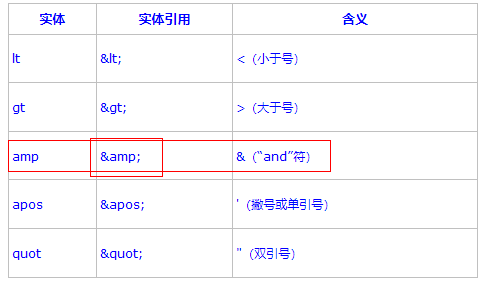 实体 实体引用 含义
lt &lt; < (小于号)
gt &gt; > (大于号)
amp &amp; & (“and”符)
apos &apos; ' (撇号或单引号)
quot &quot; " (双引号)